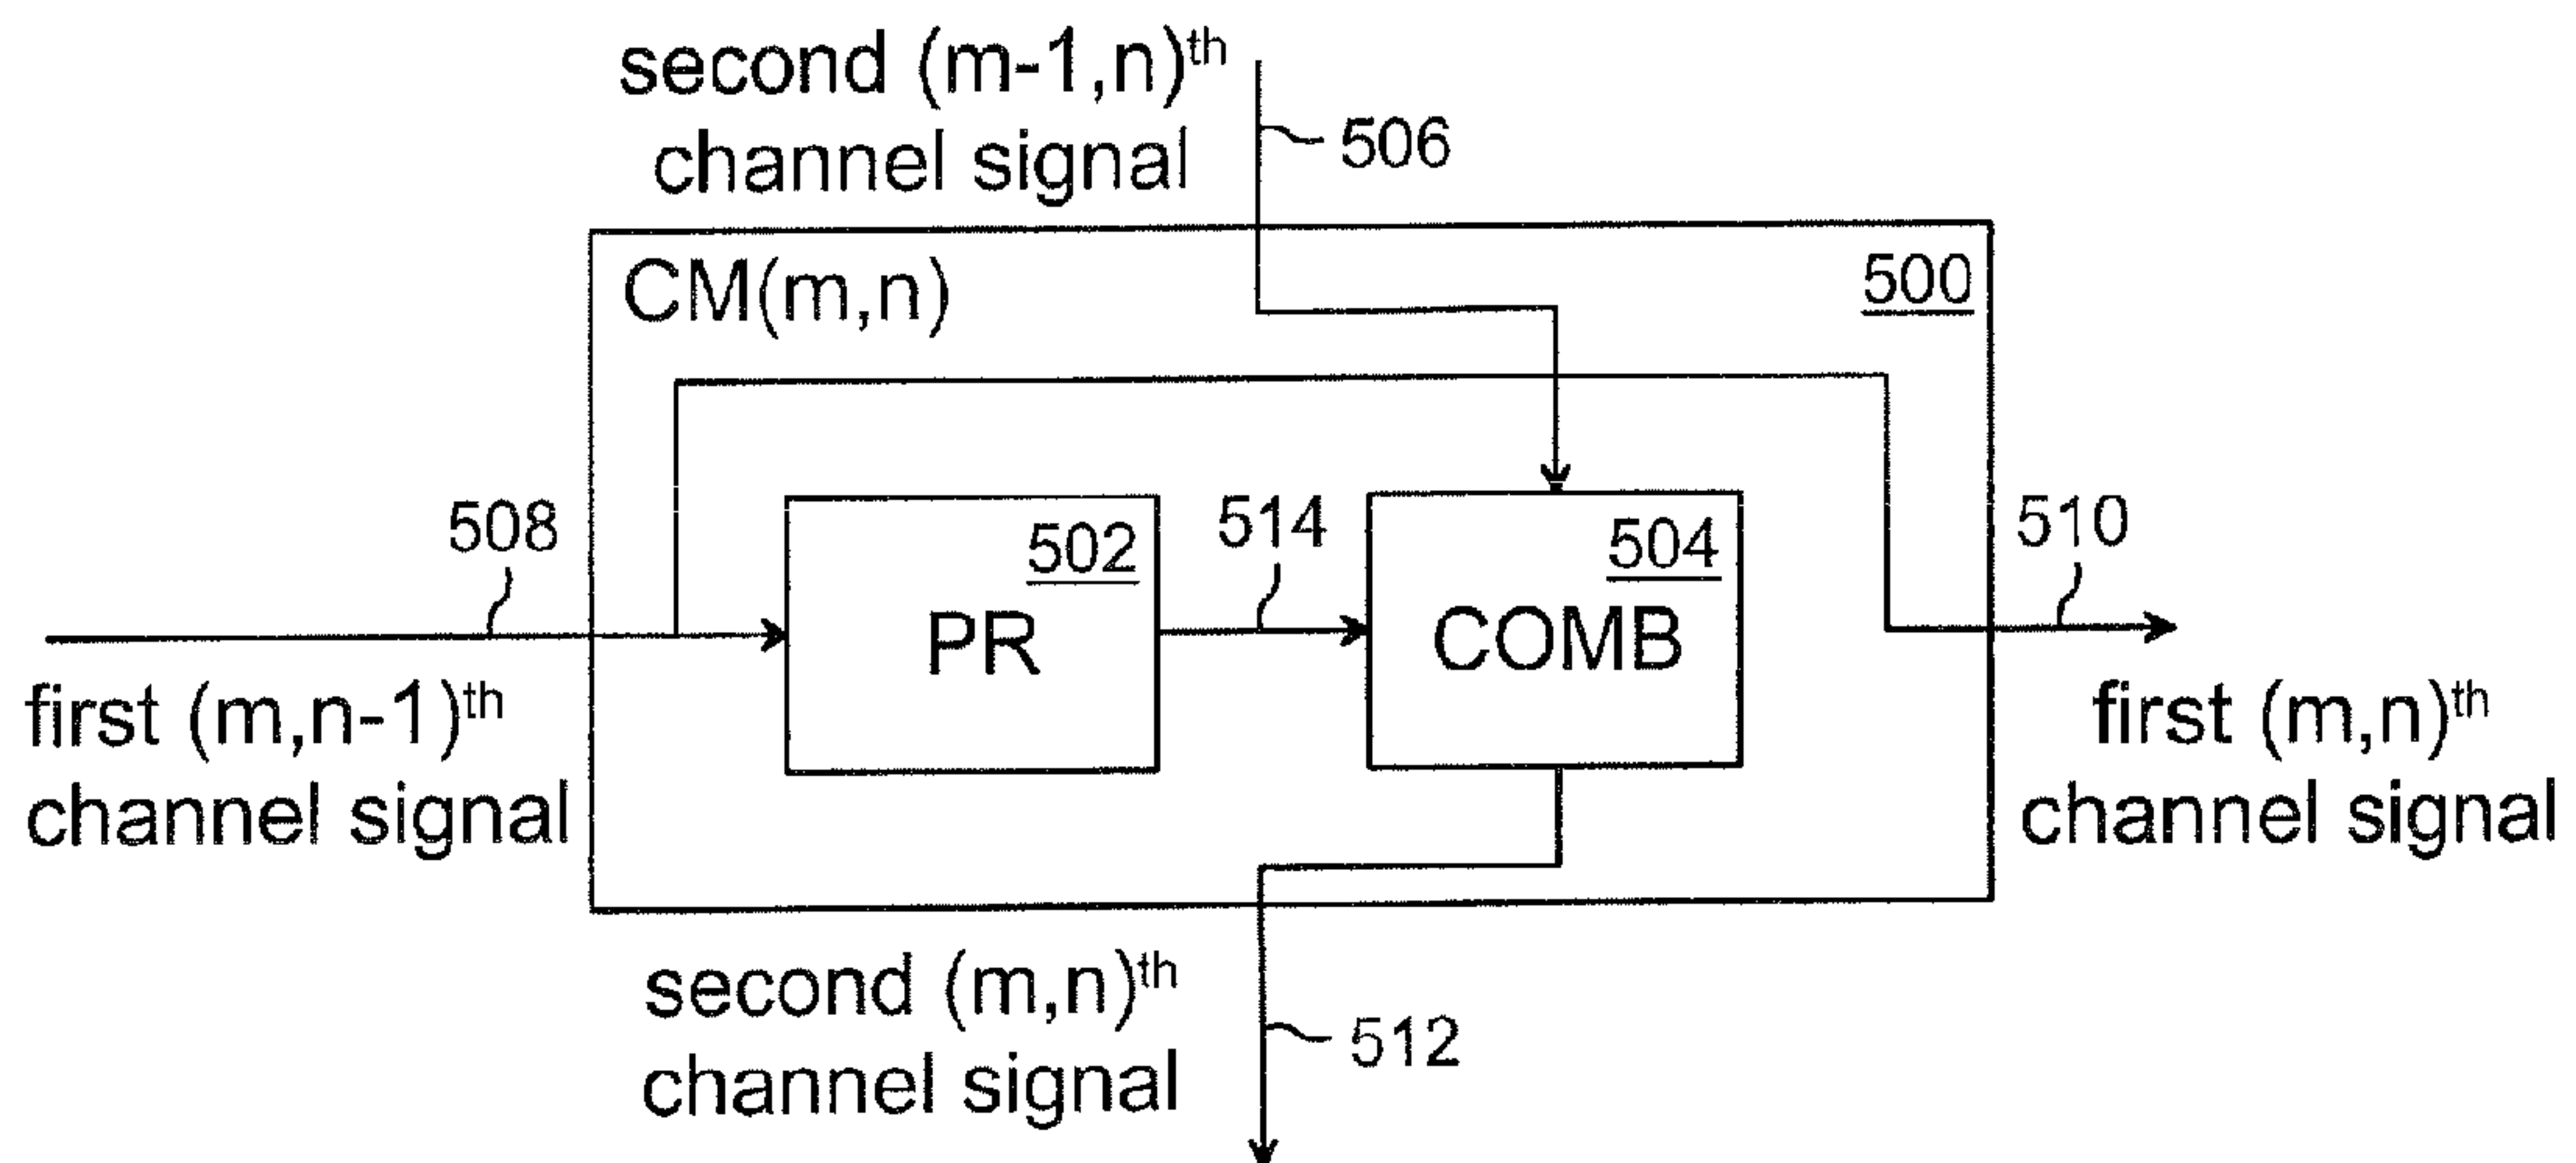 second (m-1,n)th
channel signal
506
CM(m,n)
500
508
502
PR
514
504
COMB
510
first (m,n-1)th
channel signal
first (m,n)th
channel signal
second (m,n)th
channel signal
512